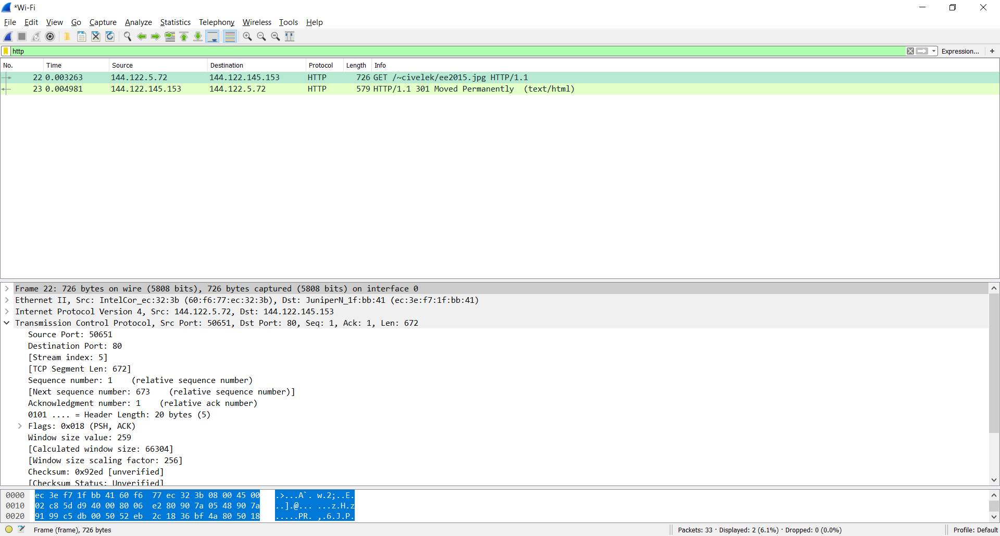 *Wi-Fi
File Edit View Go Capture Analyze Statistics Telephony Wireless Tools Help
http
Expression... +
No. Time Source Destination Protocol Length Info
22 0.003263 144.122.5.72 144.122.145.153 HTTP 726 GET /~civelek/ee2015.jpg HTTP/1.1
23 0.004981 144.122.145.153 144.122.5.72 HTTP 579 HTTP/1.1 301 Moved Permanently (text/html)
Frame 22: 726 bytes on wire (5808 bits), 726 bytes captured (5808 bits) on interface 0
Ethernet II, Src: IntelCor_ec:32:3b (60:f6:77:ec:32:3b), Dst: JuniperN_1f:bb:41 (ec:3e:f7:1f:bb:41)
Internet Protocol Version 4, Src: 144.122.5.72, Dst: 144.122.145.153
Transmission Control Protocol, Src Port: 50651, Dst Port: 80, Seq: 1, Ack: 1, Len: 672
Source Port: 50651
Destination Port: 80
[Stream index: 5]
[TCP Segment Len: 672]
Sequence number: 1 (relative sequence number)
[Next sequence number: 673 (relative sequence number)]
Acknowledgment number: 1 (relative ack number)
0101 .... = Header Length: 20 bytes (5)
Flags: 0x018 (PSH, ACK)
Window size value: 259
[Calculated window size: 66304]
[Window size scaling factor: 256]
Checksum: 0x92ed [unverified]
[Checksum Status: Unverified]
0000 ec 3e f7 1f bb 41 60 f6 77 ec 32 3b 08 00 45 00 .>...A`. w.2;..E.
0010 02 c8 5d d9 40 00 80 06 e2 80 90 7a 05 48 90 7a ..].@... ...z.H.z
0020 91 99 c5 db 00 50 52 eb 2c 18 36 bf 4a 80 50 18 .....PR. ,.6.J.P.
Frame (frame), 726 bytes
Packets: 33 · Displayed: 2 (6.1%) · Dropped: 0 (0.0%)
Profile: Default